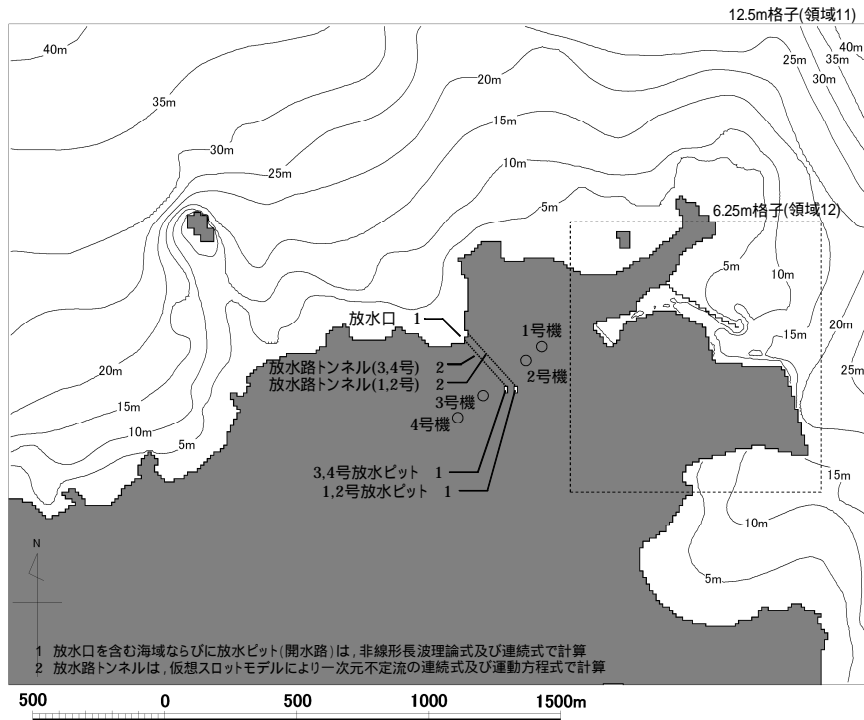 12.5m格子(領域11)
40m
40m
35m
25m
35m
30m
20m
15m
30m
25m
10m
5m
6.25m格子(領域12)
5m
10m
放水口 1
1号機
15m
20m
放水路トンネル(3,4号) 2
放水路トンネル(1,2号) 2
2号機
20m
25m
3号機
15m
4号機
10m
5m
3,4号放水ピット 1
15m
1,2号放水ピット 1
10m
N
5m
1 放水口を含む海域ならびに放水ピット(開水路)は,非線形長波理論式及び連続式で計算
2 放水路トンネルは,仮想スロットモデルにより一次元不定流の連続式及び運動方程式で計算
500 0 500 1000 1500m